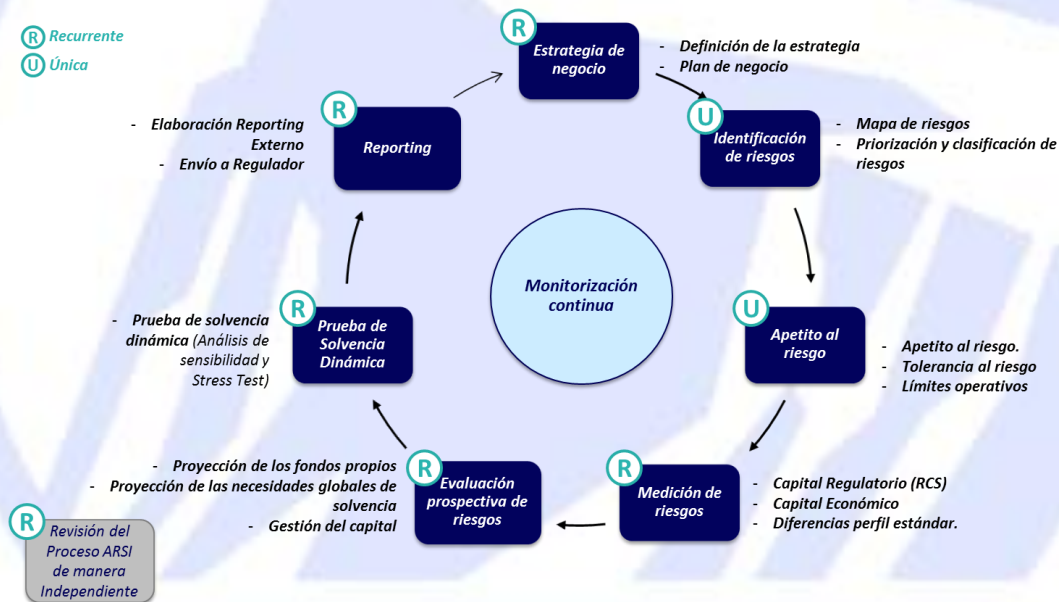 R Recurrente
U Única
R
Estrategia de
negocio
- Definición de la estrategia
- Plan de negocio
U
Identificación
de riesgos
- Mapa de riesgos
- Priorización y clasificación de
riesgos
U
Apetito al
riesgo
- Apetito al riesgo.
- Tolerancia al riesgo
- Límites operativos
R
Medición de
riesgos
- Capital Regulatorio (RCS)
- Capital Económico
- Diferencias perfil estándar.
R
Evaluación
prospectiva de
riesgos
- Proyección de los fondos propios
- Proyección de las necesidades globales de
solvencia
- Gestión del capital
R
Prueba de
Solvencia
Dinámica
- Prueba de solvencia
dinámica (Análisis de
sensibilidad y
Stress Test)
R
Reporting
- Elaboración Reporting
Externo
- Envío a Regulador
Monitorización
continua
R
Revisión del
Proceso ARSI
de manera
Independiente